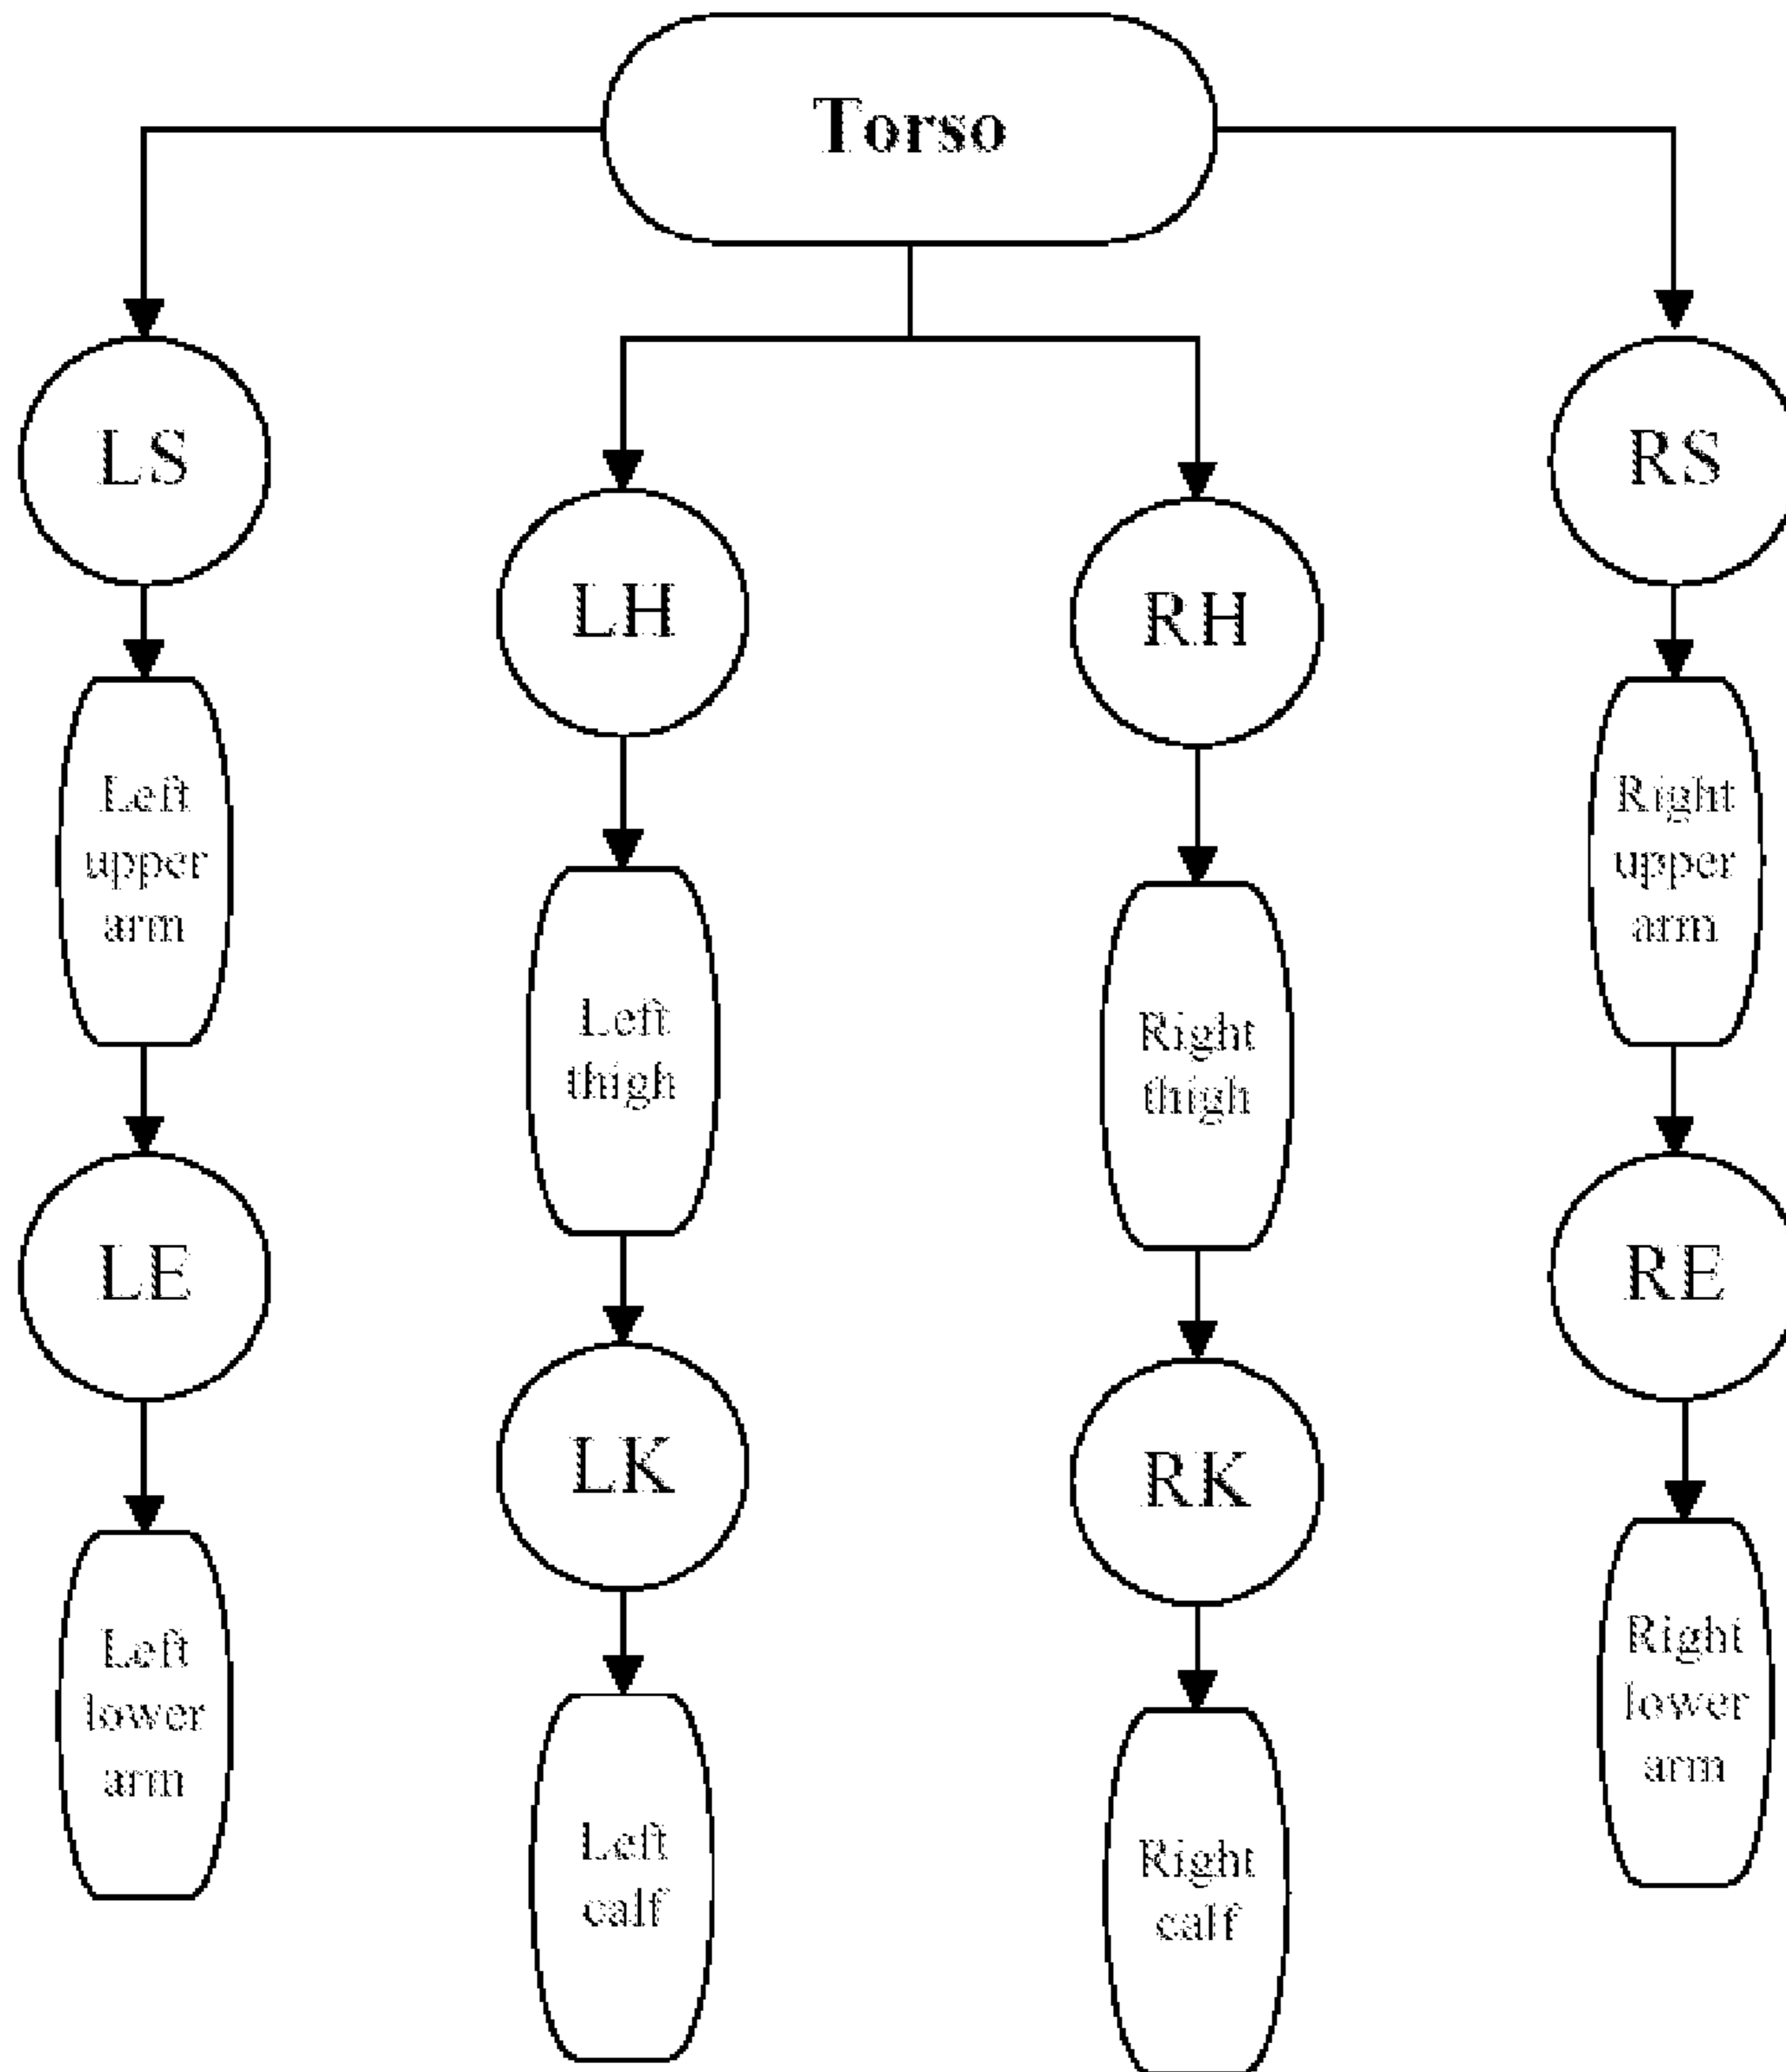 Torso
LS
RS
LH
RH
Left
upper
arm
Right
upper
arm
Left
thigh
Right
thigh
LE
RE
LK
RK
Left
lower
arm
Right
lower
arm
Left
calf
Right
calf